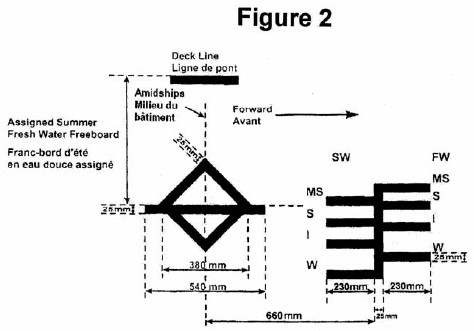 Figure 2
Deck Line
Ligne de pont
Amidships
Milieu du
bâtiment
Forward
Avant
Assigned Summer
Fresh Water Freeboard
Franc-bord d'été
en eau douce assigné
25mm
SW
FW
MS
MS
S
S
I
I
W
W
25mm
25mm
380 mm
540 mm
230mm
230mm
660mm
25mm